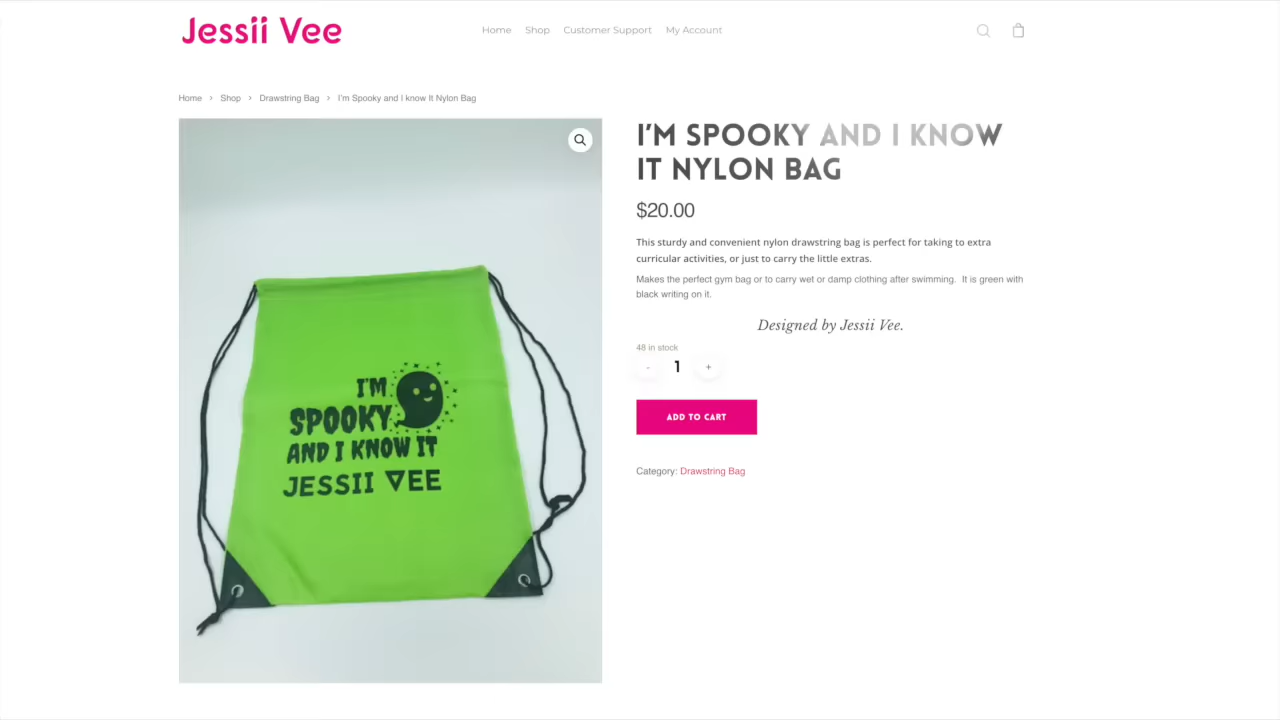 Jessii Vee
Home Shop Customer Support My Account
Home > Shop > Drawstring Bag > I'm Spooky and I know It Nylon Bag
I'M SPOOKY AND I KNOW
IT NYLON BAG
$20.00
This sturdy and convenient nylon drawstring bag is perfect for taking to extra
curricular activities, or just to carry the little extras.
Makes the perfect gym bag or to carry wet or damp clothing after swimming. It is green with
black writing on it.
Designed by Jessii Vee.
48 in stock
- 1 +
ADD TO CART
Category: Drawstring Bag
I'M
SPOOKY
AND I KNOW IT
JESSII VEE